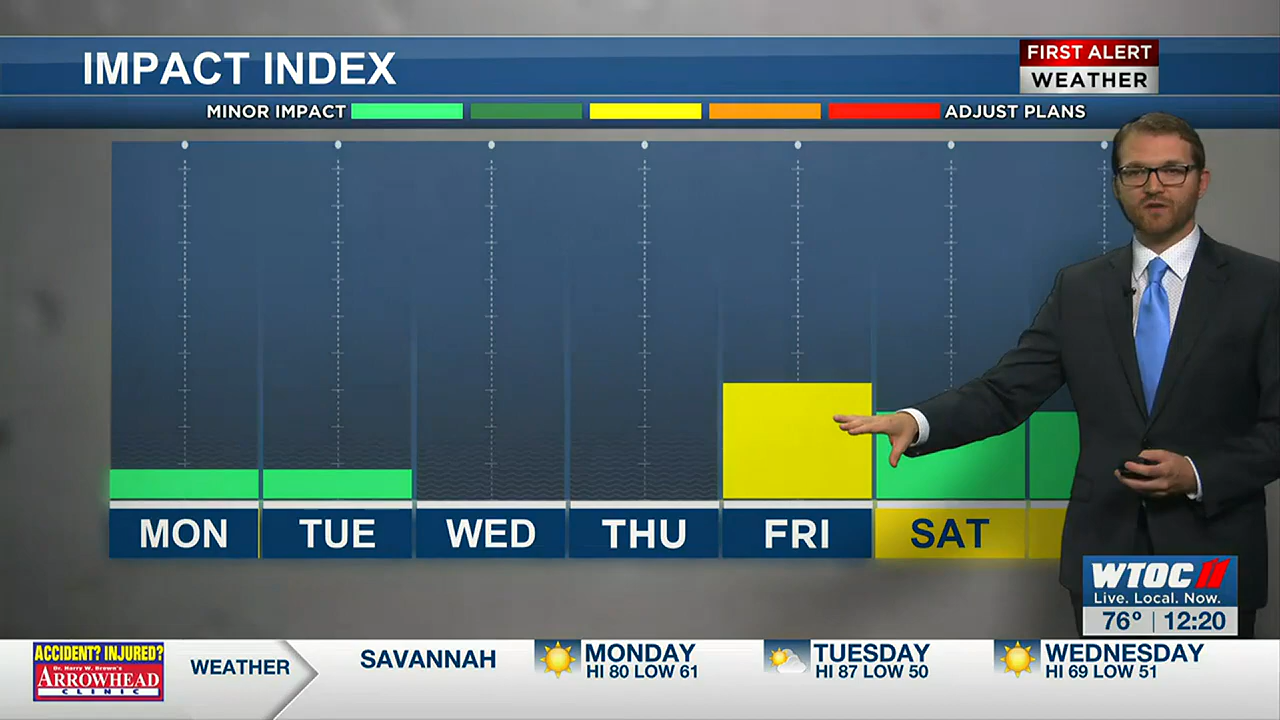 IMPACT INDEX
FIRST ALERT
WEATHER
MINOR IMPACT
ADJUST PLANS
MON
TUE
WED
THU
FRI
SAT
WTOC 11
Live. Local. Now.
76° | 12:20
ACCIDENT? INJURED?
Dr. Harry W. Brown's
ARROWHEAD
CLINIC
WEATHER
SAVANNAH
MONDAY
HI 80 LOW 61
TUESDAY
HI 87 LOW 50
WEDNESDAY
HI 69 LOW 51